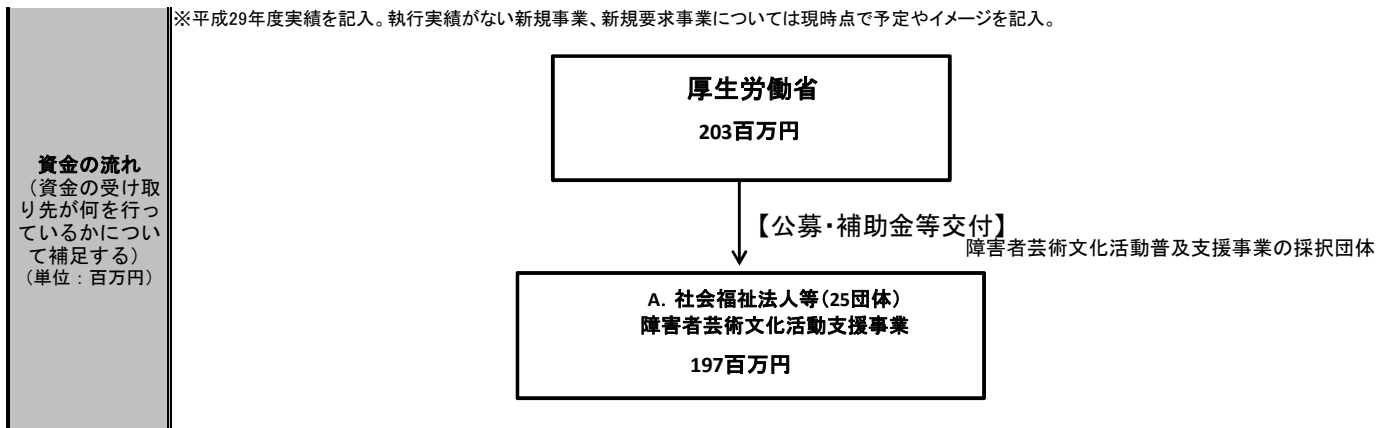 ※平成29年度実績を記入。執行実績がない新規事業、新規要求事業については現時点で予定やイメージを記入。
資金の流れ
（資金の受け取
り先が何を行っ
ているかについ
て補足する）
（単位：百万円）
厚生労働省
203百万円
【公募・補助金等交付】
障害者芸術文化活動普及支援事業の採択団体
A. 社会福祉法人等（25団体）
障害者芸術文化活動支援事業
197百万円